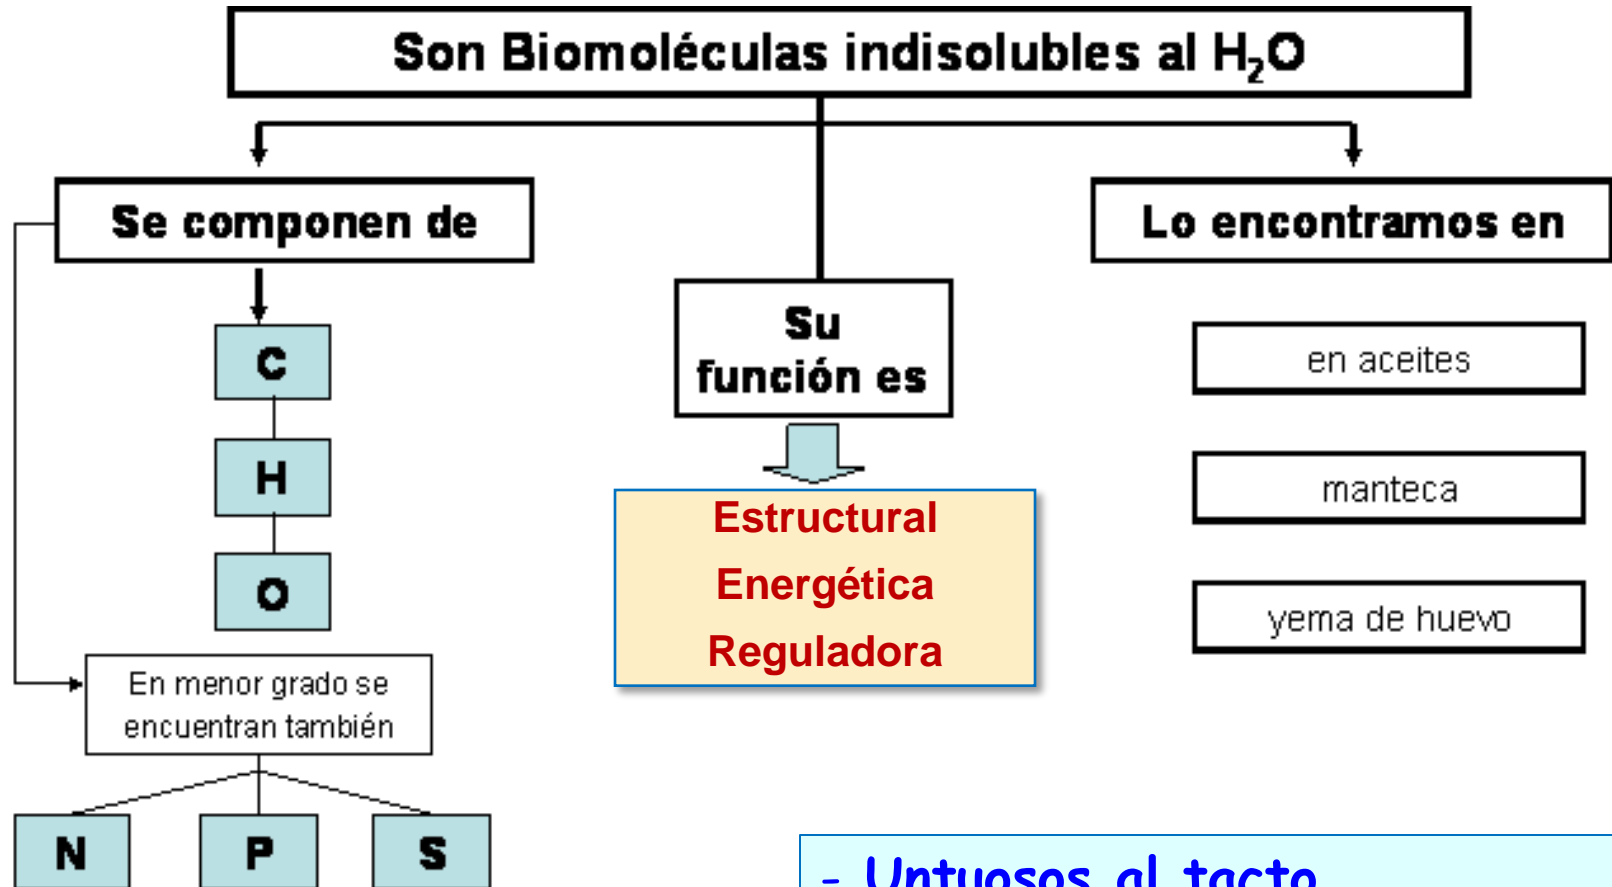 Son Biomoléculas indisolubles al H₂O
Se componen de
C
H
O
En menor grado se
encuentran también
N
P
S
Su
función es
Estructural
Energética
Reguladora
Lo encontramos en
en aceites
manteca
yema de huevo
- Untuosos al tacto